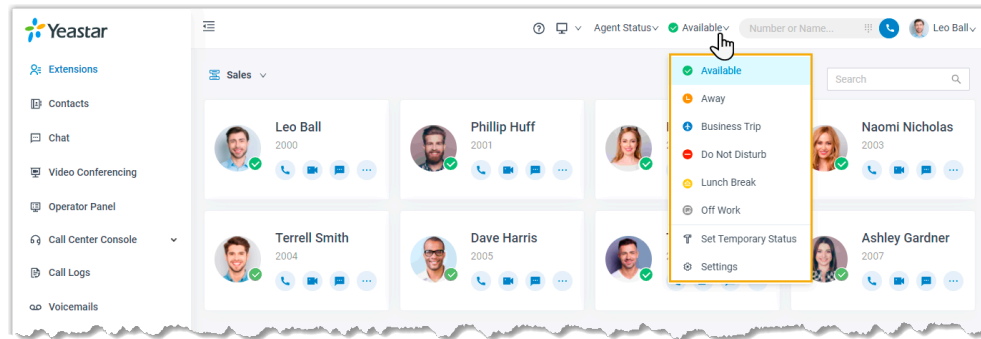 Yeastar
Agent Status
Available
Number or Name...
Leo Ball
Extensions
Contacts
Chat
Video Conferencing
Operator Panel
Call Center Console
Call Logs
Voicemails
Sales
Search
Available
Away
Business Trip
Do Not Disturb
Lunch Break
Off Work
Set Temporary Status
Settings
Leo Ball
2000
Phillip Huff
2001
Naomi Nicholas
2003
Terrell Smith
2004
Dave Harris
2005
Ashley Gardner
2007